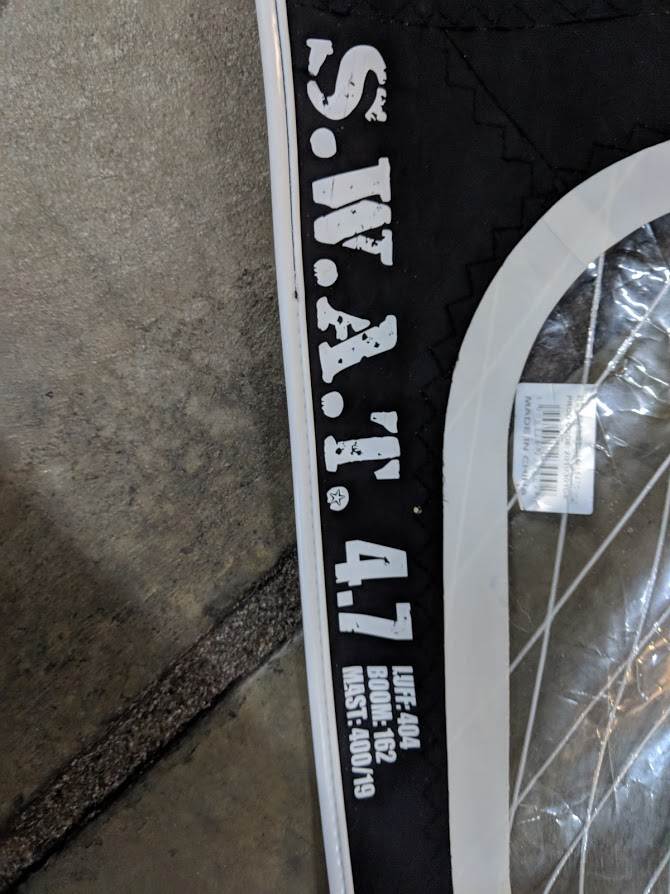 S.W.A.T. 4.7
LUFF: 404
BOOM: 162
MAST: 400/19
MADE IN CHINA